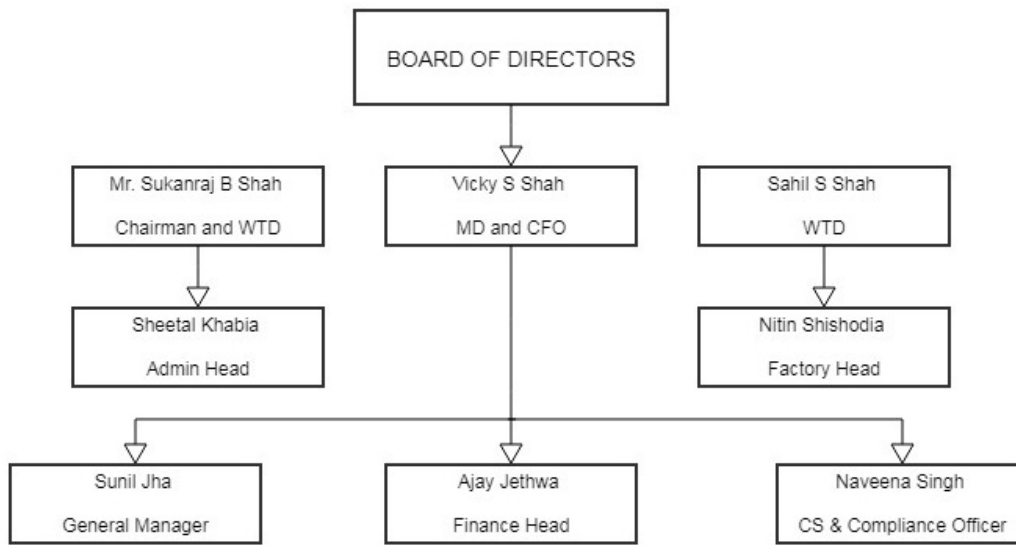 BOARD OF DIRECTORS
Mr. Sukanraj B Shah
Chairman and WTD
Vicky S Shah
MD and CFO
Sahil S Shah
WTD
Sheetal Khabia
Admin Head
Nitin Shishodia
Factory Head
Sunil Jha
General Manager
Ajay Jethwa
Finance Head
Naveena Singh
CS & Compliance Officer